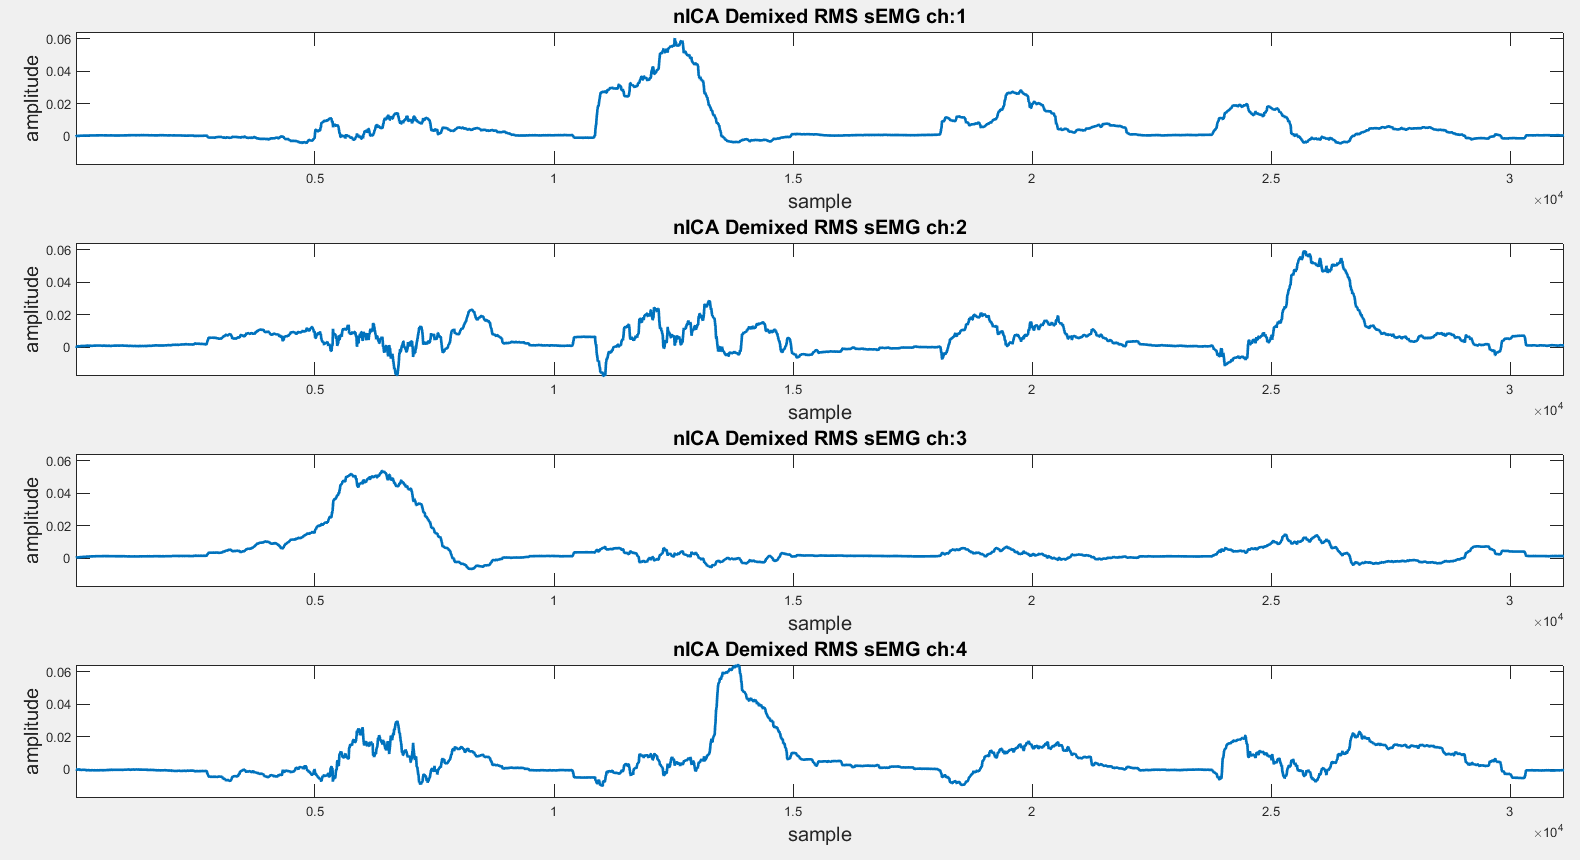 nICA Demixed RMS sEMG ch:1
0.06
0.04
0.02
0
amplitude
0.5 1 1.5 2 2.5 3
sample
×10^4
nICA Demixed RMS sEMG ch:2
0.06
0.04
0.02
0
amplitude
0.5 1 1.5 2 2.5 3
sample
×10^4
nICA Demixed RMS sEMG ch:3
0.06
0.04
0.02
0
amplitude
0.5 1 1.5 2 2.5 3
sample
×10^4
nICA Demixed RMS sEMG ch:4
0.06
0.04
0.02
0
amplitude
0.5 1 1.5 2 2.5 3
sample
×10^4